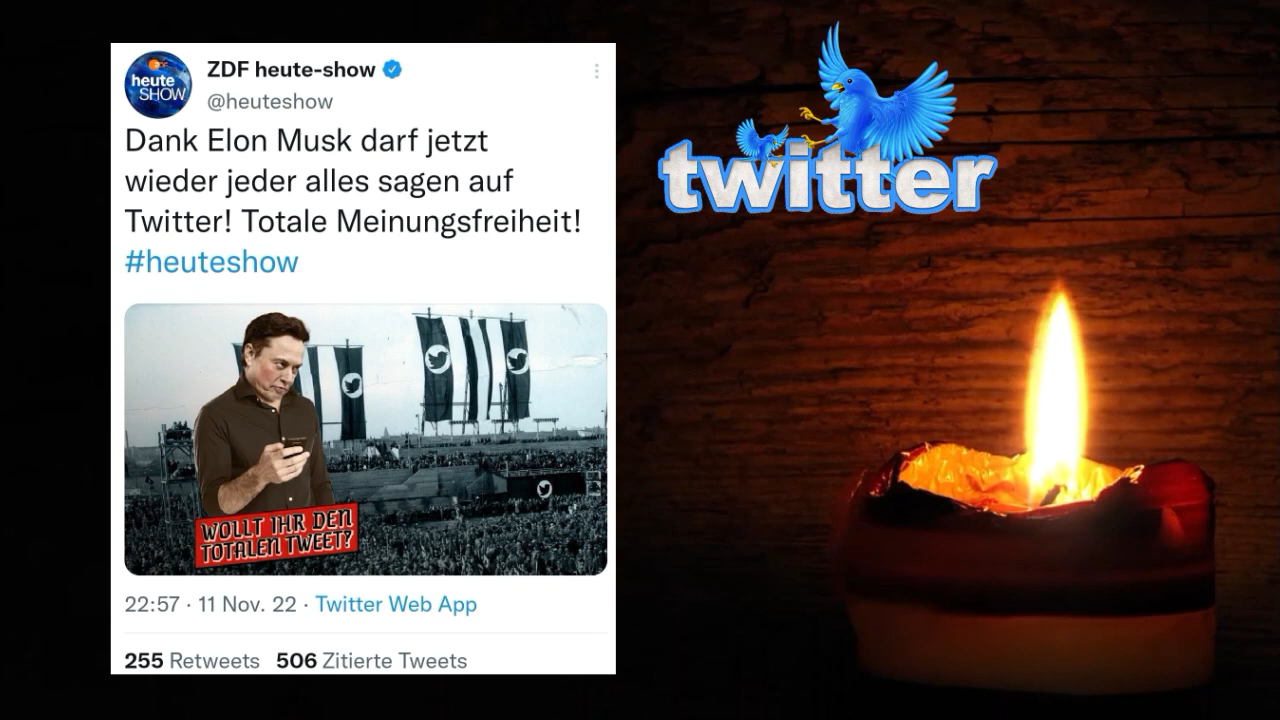 ZDF heute-show
@heuteshow
Dank Elon Musk darf jetzt
wieder jeder alles sagen auf
Twitter! Totale Meinungsfreiheit!
#heuteshow
WOLLT IHR DEN
TOTALEN TWEET?
22:57 · 11 Nov. 22 · Twitter Web App
255 Retweets 506 Zitierte Tweets
ZDF
heute
SHOW
twitter